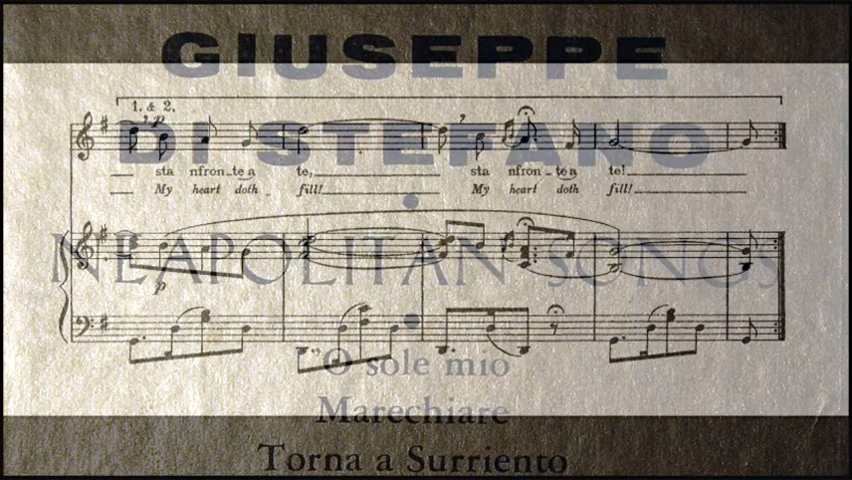 GIUSEPPE
1. & 2.
p
DI STEFANO
sta nfron - te a te, sta nfron - te a te!
My heart doth fill! My heart doth fill!
NEAPOLITAN SONGS
p
O sole mio
Marechiare
Torna a Surriento